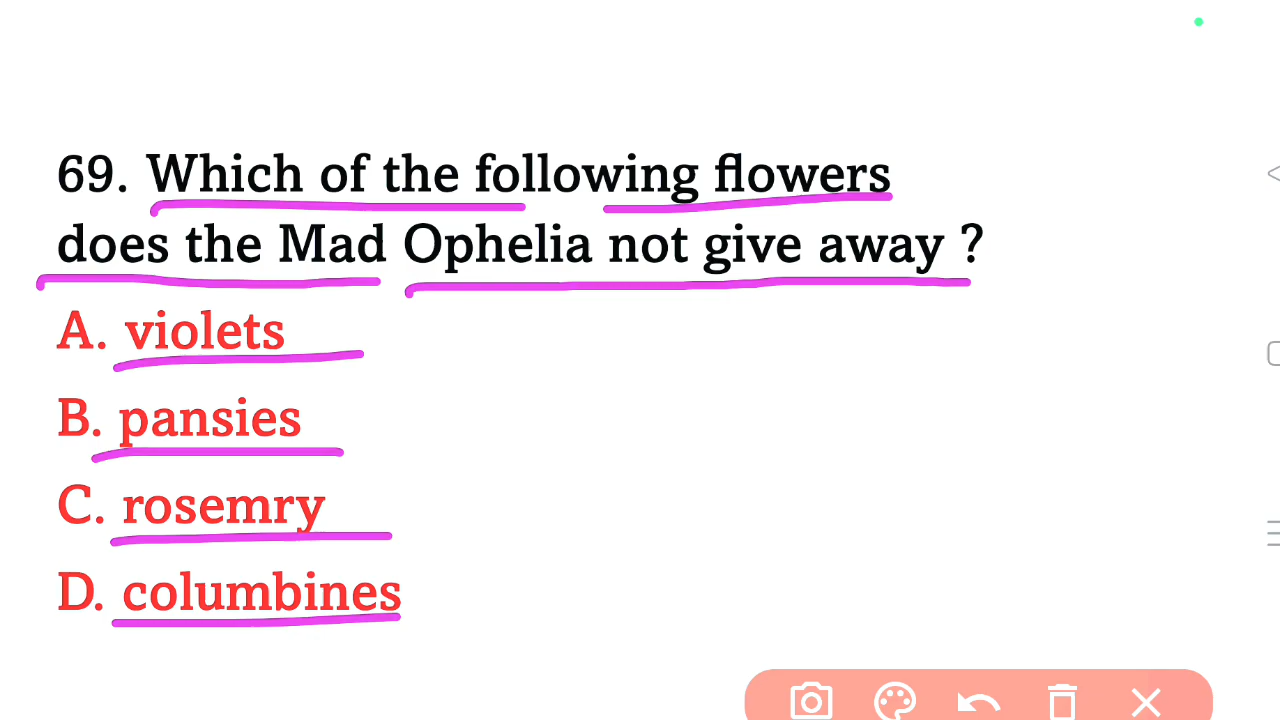 69. Which of the following flowers
does the Mad Ophelia not give away ?
A. violets
B. pansies
C. rosemry
D. columbines